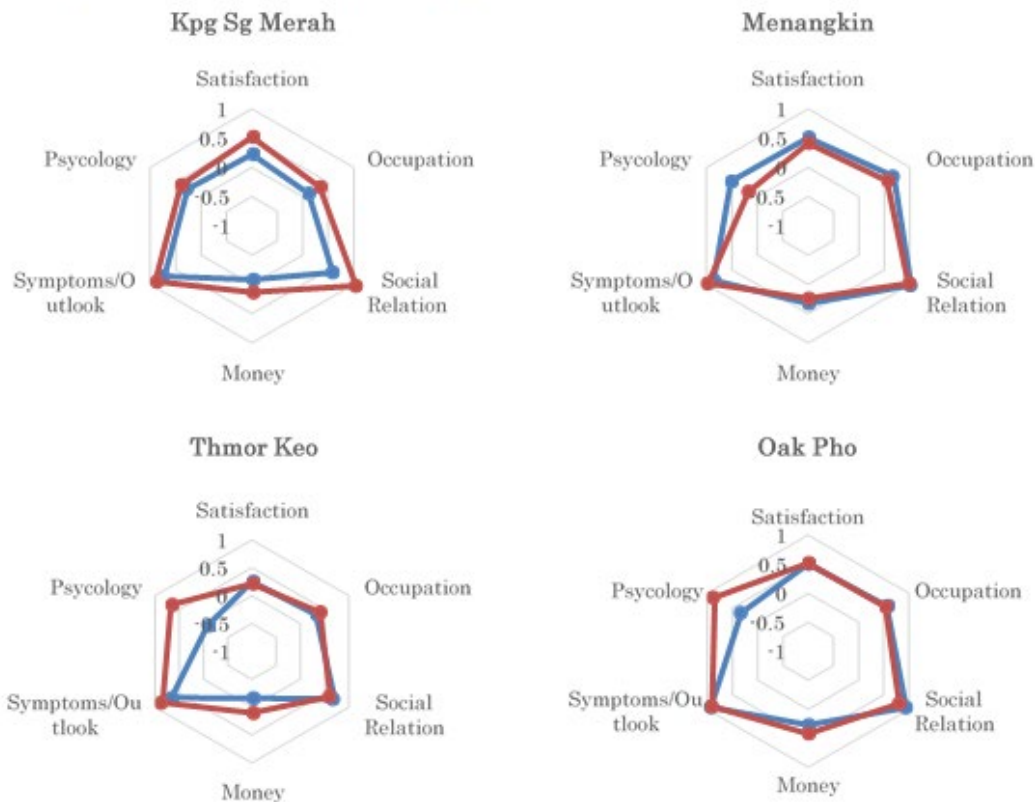 Kpg Sg Merah
Satisfaction
1
0.5
0
-0.5
-1
Occupation
Social
Relation
Money
Symptoms/O
utlook
Psycology
Menangkin
Satisfaction
1
0.5
0
-0.5
-1
Occupation
Social
Relation
Money
Symptoms/O
utlook
Psycology
Thmor Keo
Satisfaction
1
0.5
0
-0.5
-1
Occupation
Social
Relation
Money
Symptoms/Ou
tlook
Psycology
Oak Pho
Satisfaction
1
0.5
0
-0.5
-1
Occupation
Social
Relation
Money
Symptoms/Ou
tlook
Psycology